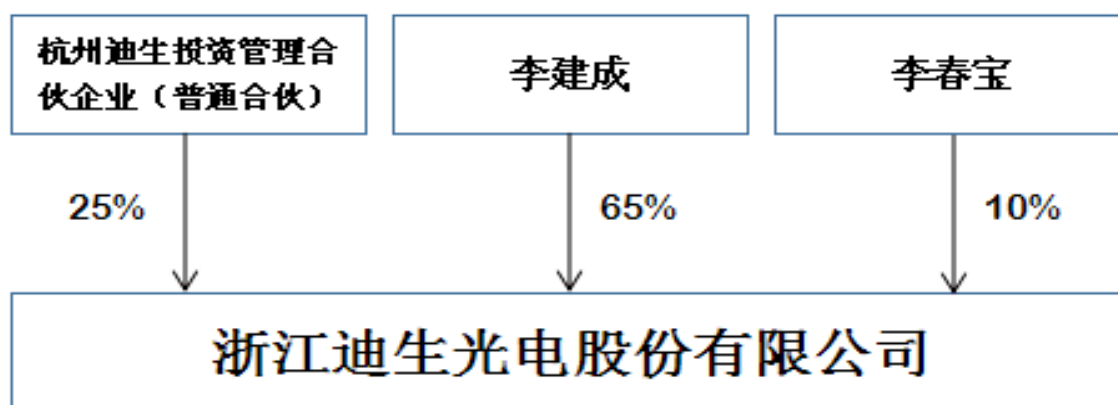 杭州迪生投资管理合
伙企业（普通合伙）
李建成
李春宝
25%
65%
10%
浙江迪生光电股份有限公司